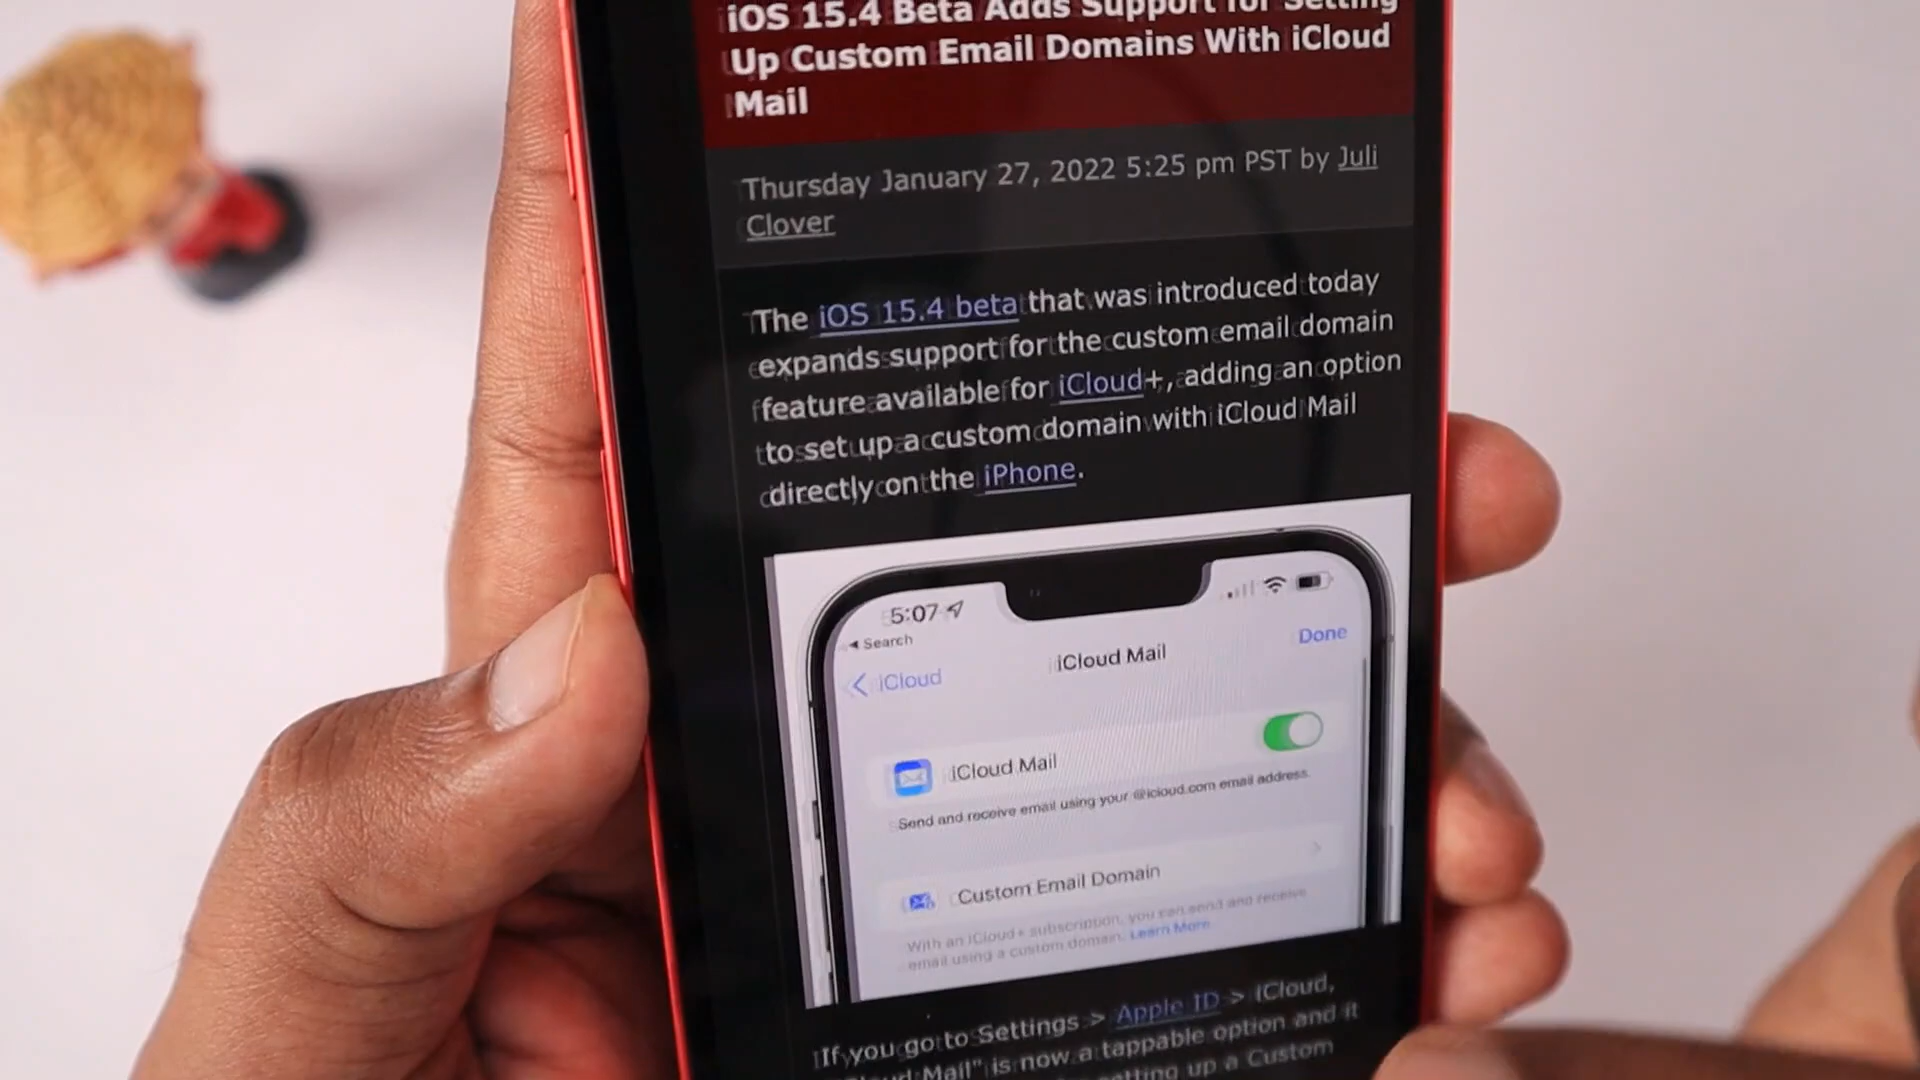 iOS 15.4 Beta Adds Support for Setting
Up Custom Email Domains With iCloud
Mail
Thursday January 27, 2022 5:25 pm PST by Juli
Clover
The iOS 15.4 beta that was introduced today
expands support for the custom email domain
feature available for iCloud+, adding an option
to set up a custom domain with iCloud Mail
directly on the iPhone.
5:07
Search
Done
iCloud
iCloud Mail
iCloud Mail
Send and receive email using your @icloud.com email address.
Custom Email Domain
With an iCloud+ subscription, you can send and receive
email using a custom domain. Learn More
If you go to Settings > Apple ID > iCloud,
Mail" is now a tappable option and it
setting up a Custom